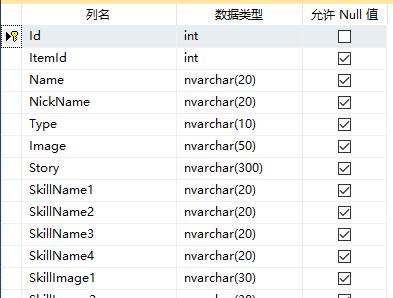 列名 数据类型 允许 Null 值
Id int
ItemId int
Name nvarchar(20)
NickName nvarchar(20)
Type nvarchar(10)
Image nvarchar(50)
Story nvarchar(300)
SkillName1 nvarchar(20)
SkillName2 nvarchar(20)
SkillName3 nvarchar(20)
SkillName4 nvarchar(20)
SkillImage1 nvarchar(30)